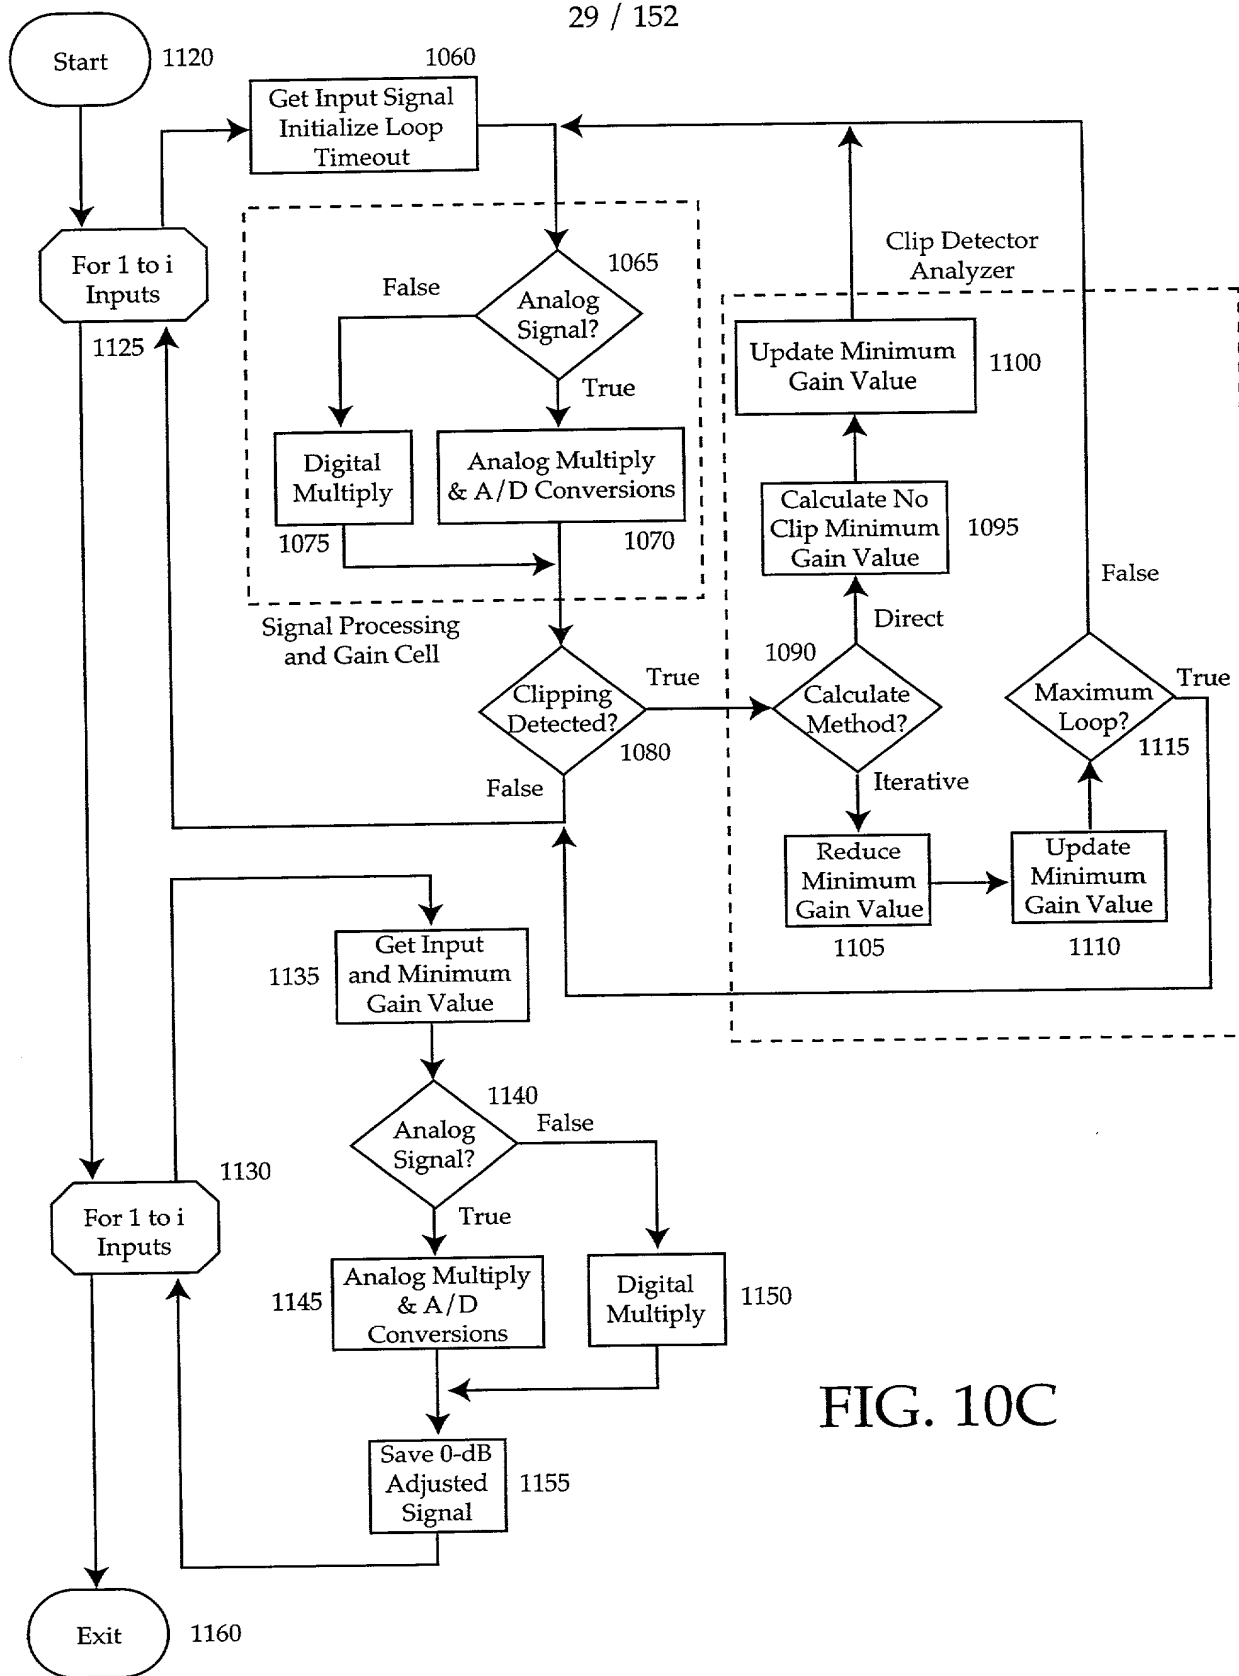 29 / 152
Start
1120
1060
Get Input Signal
Initialize Loop
Timeout
For 1 to i
Inputs
1125
Clip Detector
Analyzer
1065
False
Analog
Signal?
True
Digital
Multiply
1075
Analog Multiply
& A/D Conversions
1070
Signal Processing
and Gain Cell
Update Minimum
Gain Value
1100
Calculate No
Clip Minimum
Gain Value
1095
False
Direct
1090
Clipping
Detected?
1080
True
False
Calculate
Method?
Iterative
Maximum
Loop?
1115
True
Reduce
Minimum
Gain Value
1105
Update
Minimum
Gain Value
1110
1135
Get Input
and Minimum
Gain Value
1140
Analog
Signal?
False
True
1130
For 1 to i
Inputs
1145
Analog Multiply
& A/D
Conversions
Digital
Multiply
1150
FIG. 10C
Save 0-dB
Adjusted
Signal
1155
Exit
1160